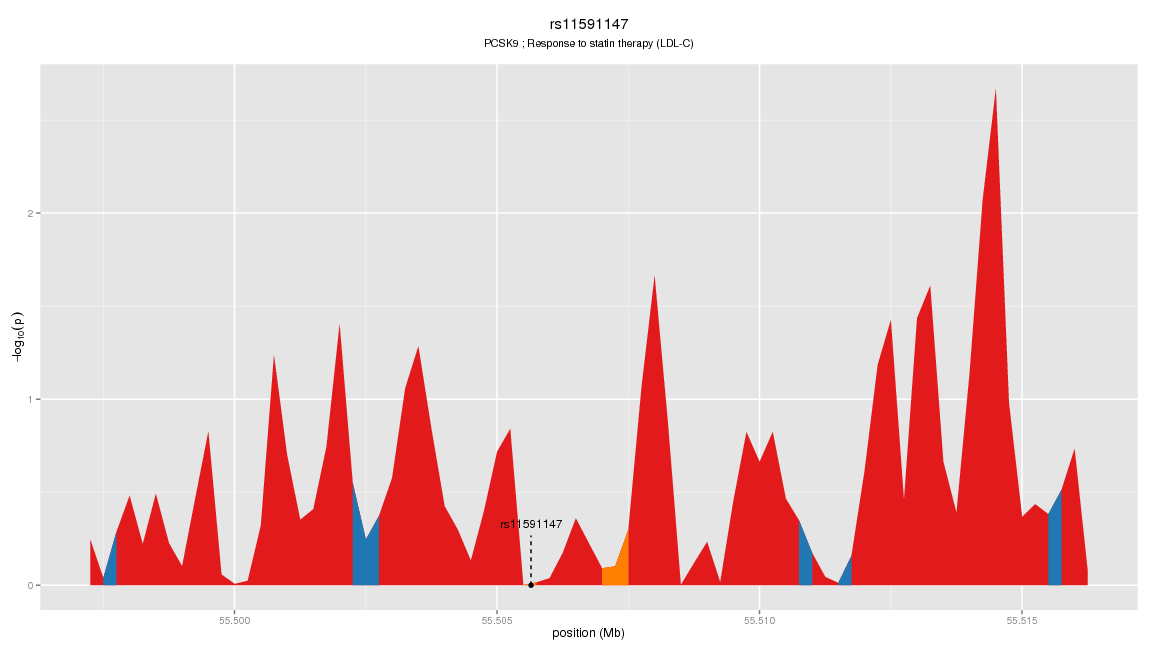 rs11591147
PCSK9 ; Response to statin therapy (LDL-C)
−log10(p)
2
1
0
rs11591147
55.500
55.505
55.510
55.515
position (Mb)